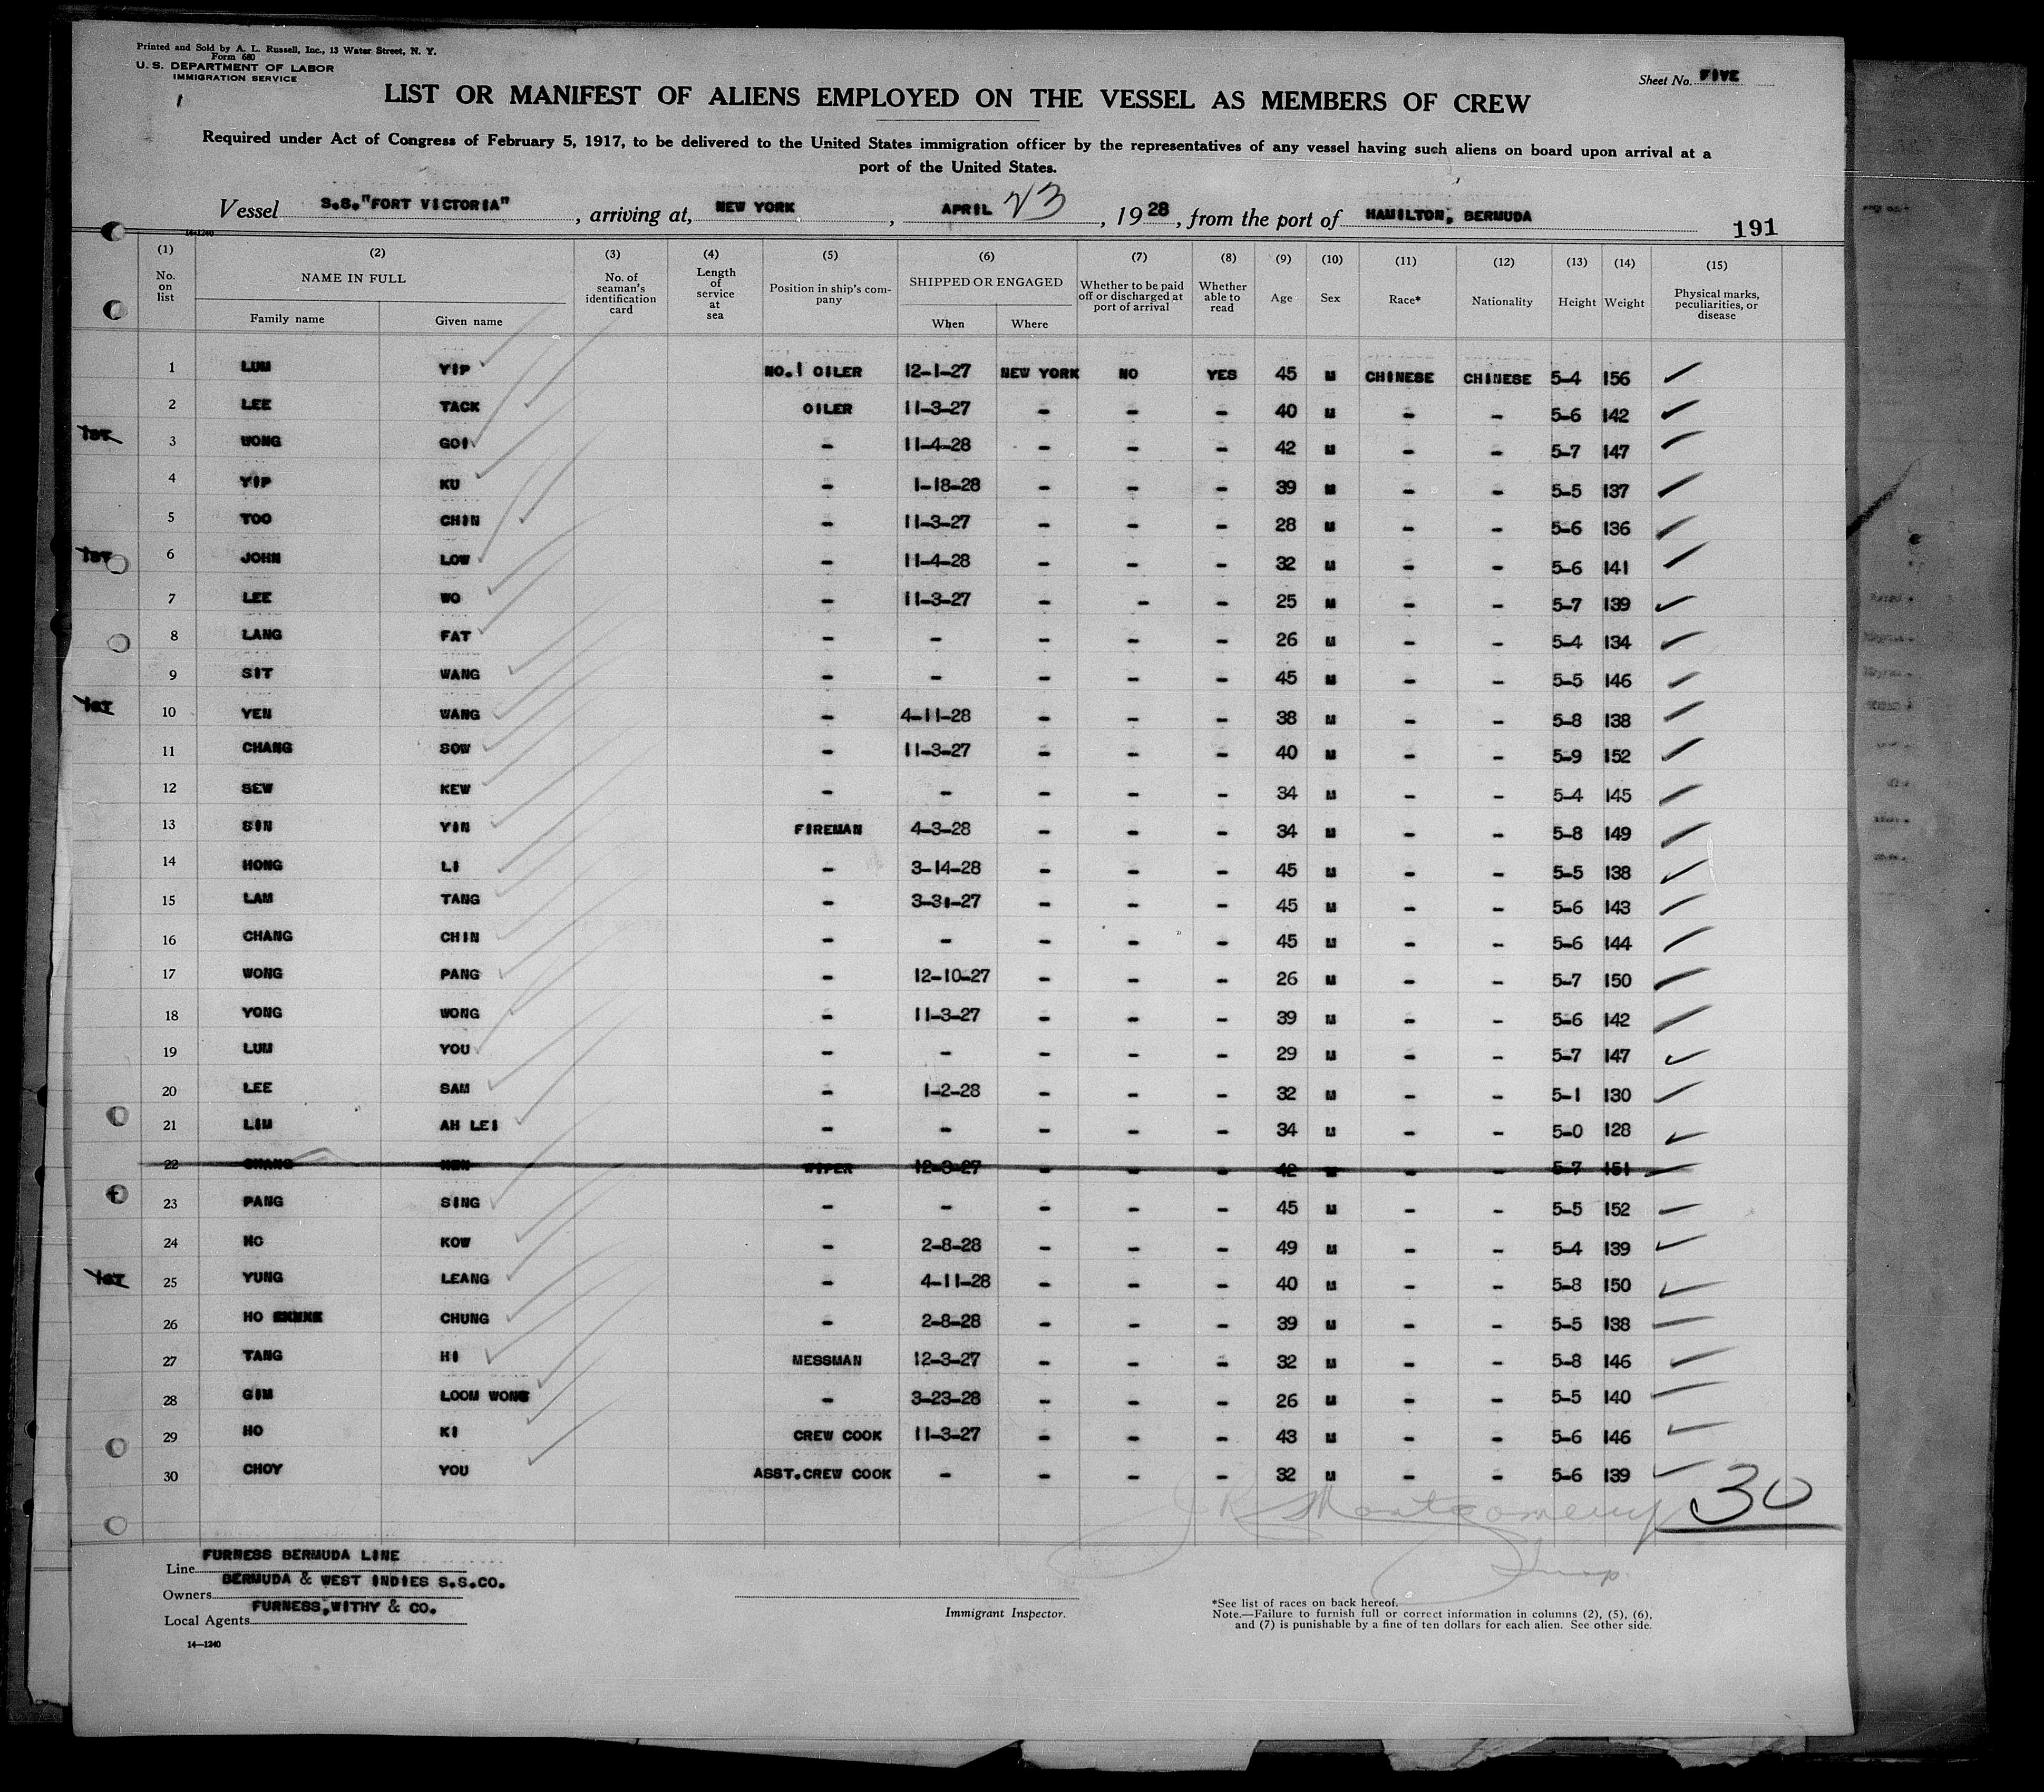 Printed and Sold by A. L. Russell, Inc., 13 Water Street, N. Y.
Form 680
U. S. DEPARTMENT OF LABOR
IMMIGRATION SERVICE
Sheet No. FIVE
LIST OR MANIFEST OF ALIENS EMPLOYED ON THE VESSEL AS MEMBERS OF CREW
Required under Act of Congress of February 5, 1917, to be delivered to the United States immigration officer by the representatives of any vessel having such aliens on board upon arrival at a
port of the United States.
Vessel S.S."FORT VICTORIA", arriving at, NEW YORK, APRIL 23, 1928, from the port of HAMILTON, BERMUDA
191
14-1240
(1) (2) (3) (4) (5) (6) (7) (8) (9) (10) (11) (12) (13) (14) (15)
No. on list NAME IN FULL Family name Given name No. of seaman's identification card Length of service at sea Position in ship's company SHIPPED OR ENGAGED When Where Whether to be paid off or discharged at port of arrival Whether able to read Age Sex Race* Nationality Height Weight Physical marks, peculiarities, or disease
1 LUM YIP NO.1 OILER 12-1-27 NEW YORK NO YES 45 M CHINESE CHINESE 5-4 156
2 LEE TACK OILER 11-3-27 - - - 40 M - - 5-6 142
1ST 3 WONG GOI - 11-4-28 - - - 42 M - - 5-7 147
4 YIP KU - 1-18-28 - - - 39 M - - 5-5 137
5 TOO CHIN - 11-3-27 - - - 28 M - - 5-6 136
1ST 6 JOHN LOW - 11-4-28 - - - 32 M - - 5-6 141
7 LEE WO - 11-3-27 - - - 25 M - - 5-7 139
8 LANG FAT - - - - - 26 M - - 5-4 134
9 SIT WANG - - - - - 45 M - - 5-5 146
1ST 10 YEN WANG - 4-11-28 - - - 38 M - - 5-8 138
11 CHANG SOW - 11-3-27 - - - 40 M - - 5-9 152
12 SEW KEW - - - - - 34 M - - 5-4 145
13 SIN YIN FIREMAN 4-3-28 - - - 34 M - - 5-8 149
14 HONG LI - 3-14-28 - - - 45 M - - 5-5 138
15 LAM TANG - 3-31-27 - - - 45 M - - 5-6 143
16 CHANG CHIN - - - - - 45 M - - 5-6 144
17 WONG PANG - 12-10-27 - - - 26 M - - 5-7 150
18 YONG WONG - 11-3-27 - - - 39 M - - 5-6 142
19 LUM YOU - - - - - 29 M - - 5-7 147
20 LEE SAM - 1-2-28 - - - 32 M - - 5-1 130
21 LIM AH LEI - - - - - 34 M - - 5-0 128
22 CHANG WIPER 12-3-27 - - - 42 M - - 5-7 151
23 PANG SING - - - - - 45 M - - 5-5 152
24 HO KOW - 2-8-28 - - - 49 M - - 5-4 139
1ST 25 YUNG LEANG - 4-11-28 - - - 40 M - - 5-8 150
26 HO CHUNG - 2-8-28 - - - 39 M - - 5-5 138
27 TANG HI MESSMAN 12-3-27 - - - 32 M - - 5-8 146
28 GIM LOOM WONG - 3-23-28 - - - 26 M - - 5-5 140
29 HO KI CREW COOK 11-3-27 - - - 43 M - - 5-6 146
30 CHOY YOU ASST.CREW COOK - - - - 32 M - - 5-6 139
30
J R Montgomery
Insp.
Line FURNESS BERMUDA LINE
Owners BERMUDA & WEST INDIES S.S.CO.
Local Agents FURNESS, WITHY & CO.
14—1240
Immigrant Inspector.
*See list of races on back hereof.
Note.—Failure to furnish full or correct information in columns (2), (5), (6),
and (7) is punishable by a fine of ten dollars for each alien. See other side.